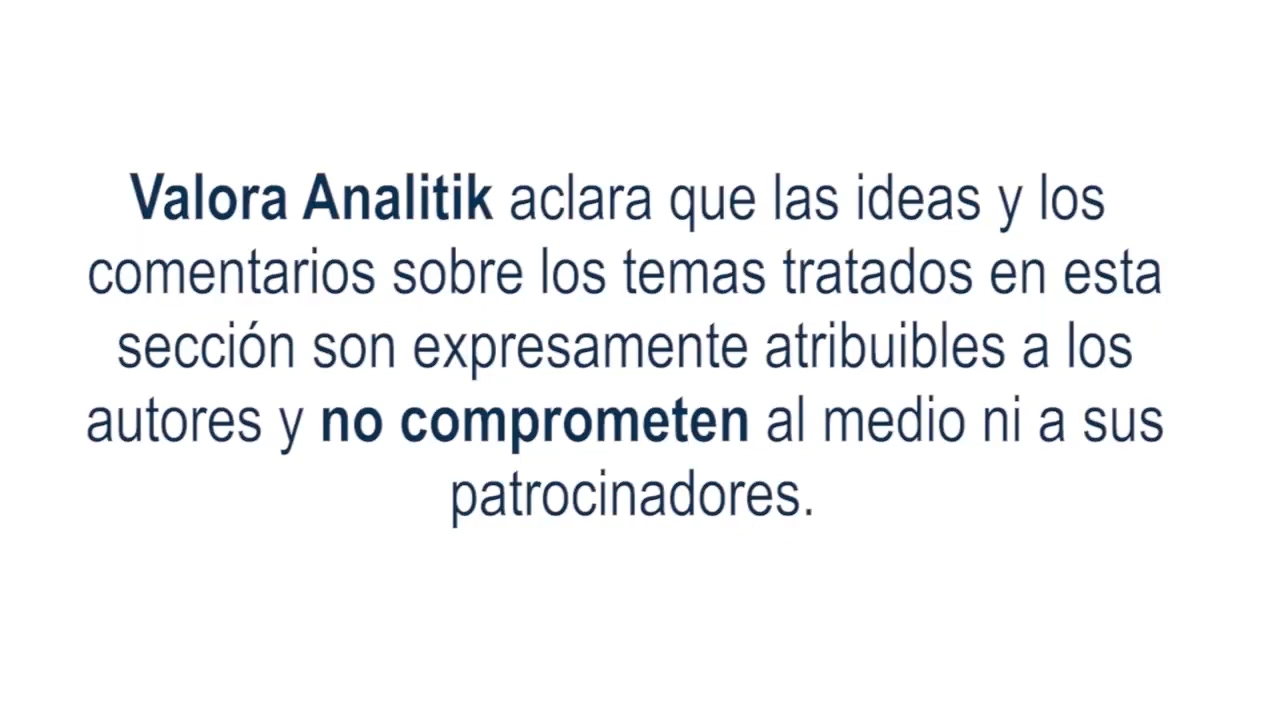 Valora Analitik aclara que las ideas y los
comentarios sobre los temas tratados en esta
sección son expresamente atribuibles a los
autores y no comprometen al medio ni a sus
patrocinadores.